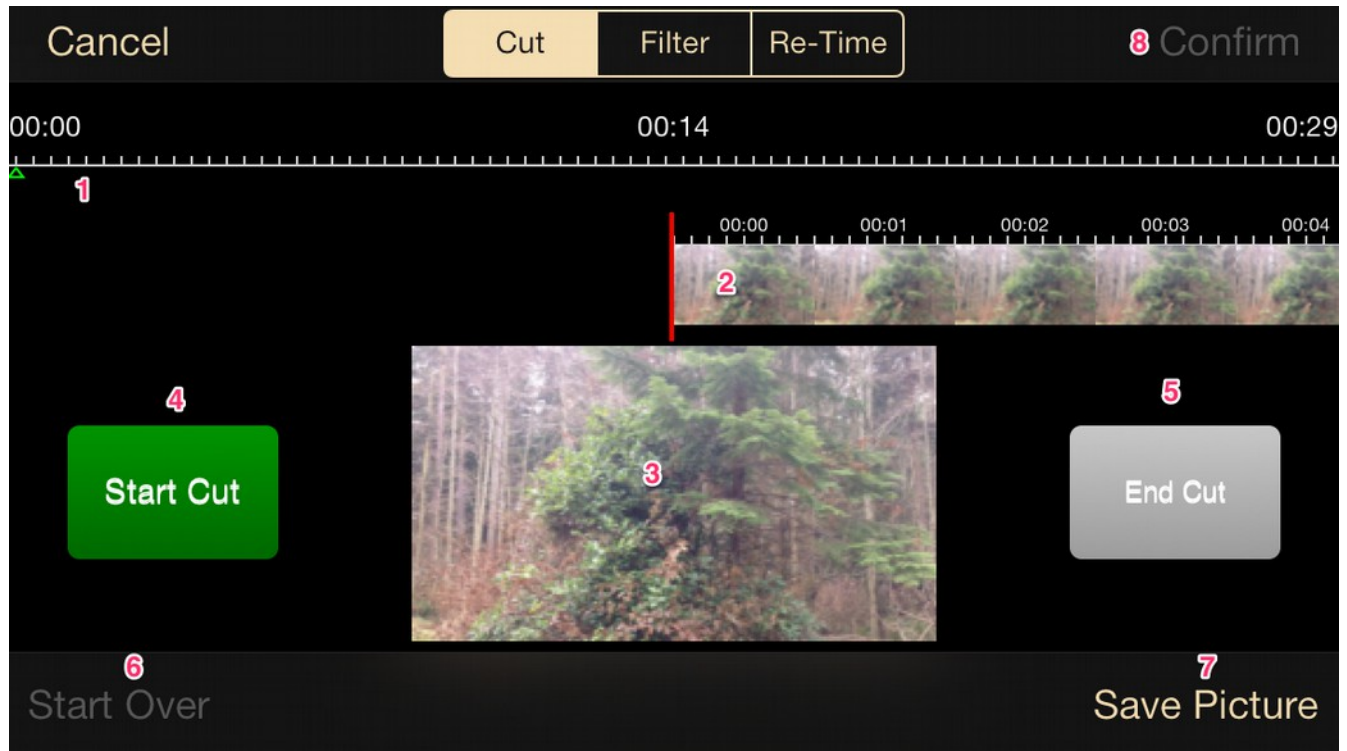 Cancel Cut Filter Re-Time 8 Confirm
00:00 00:14 00:29
1
00:00 00:01 00:02 00:03 00:04
2
4 5
3
Start Cut End Cut
6 7
Start Over Save Picture